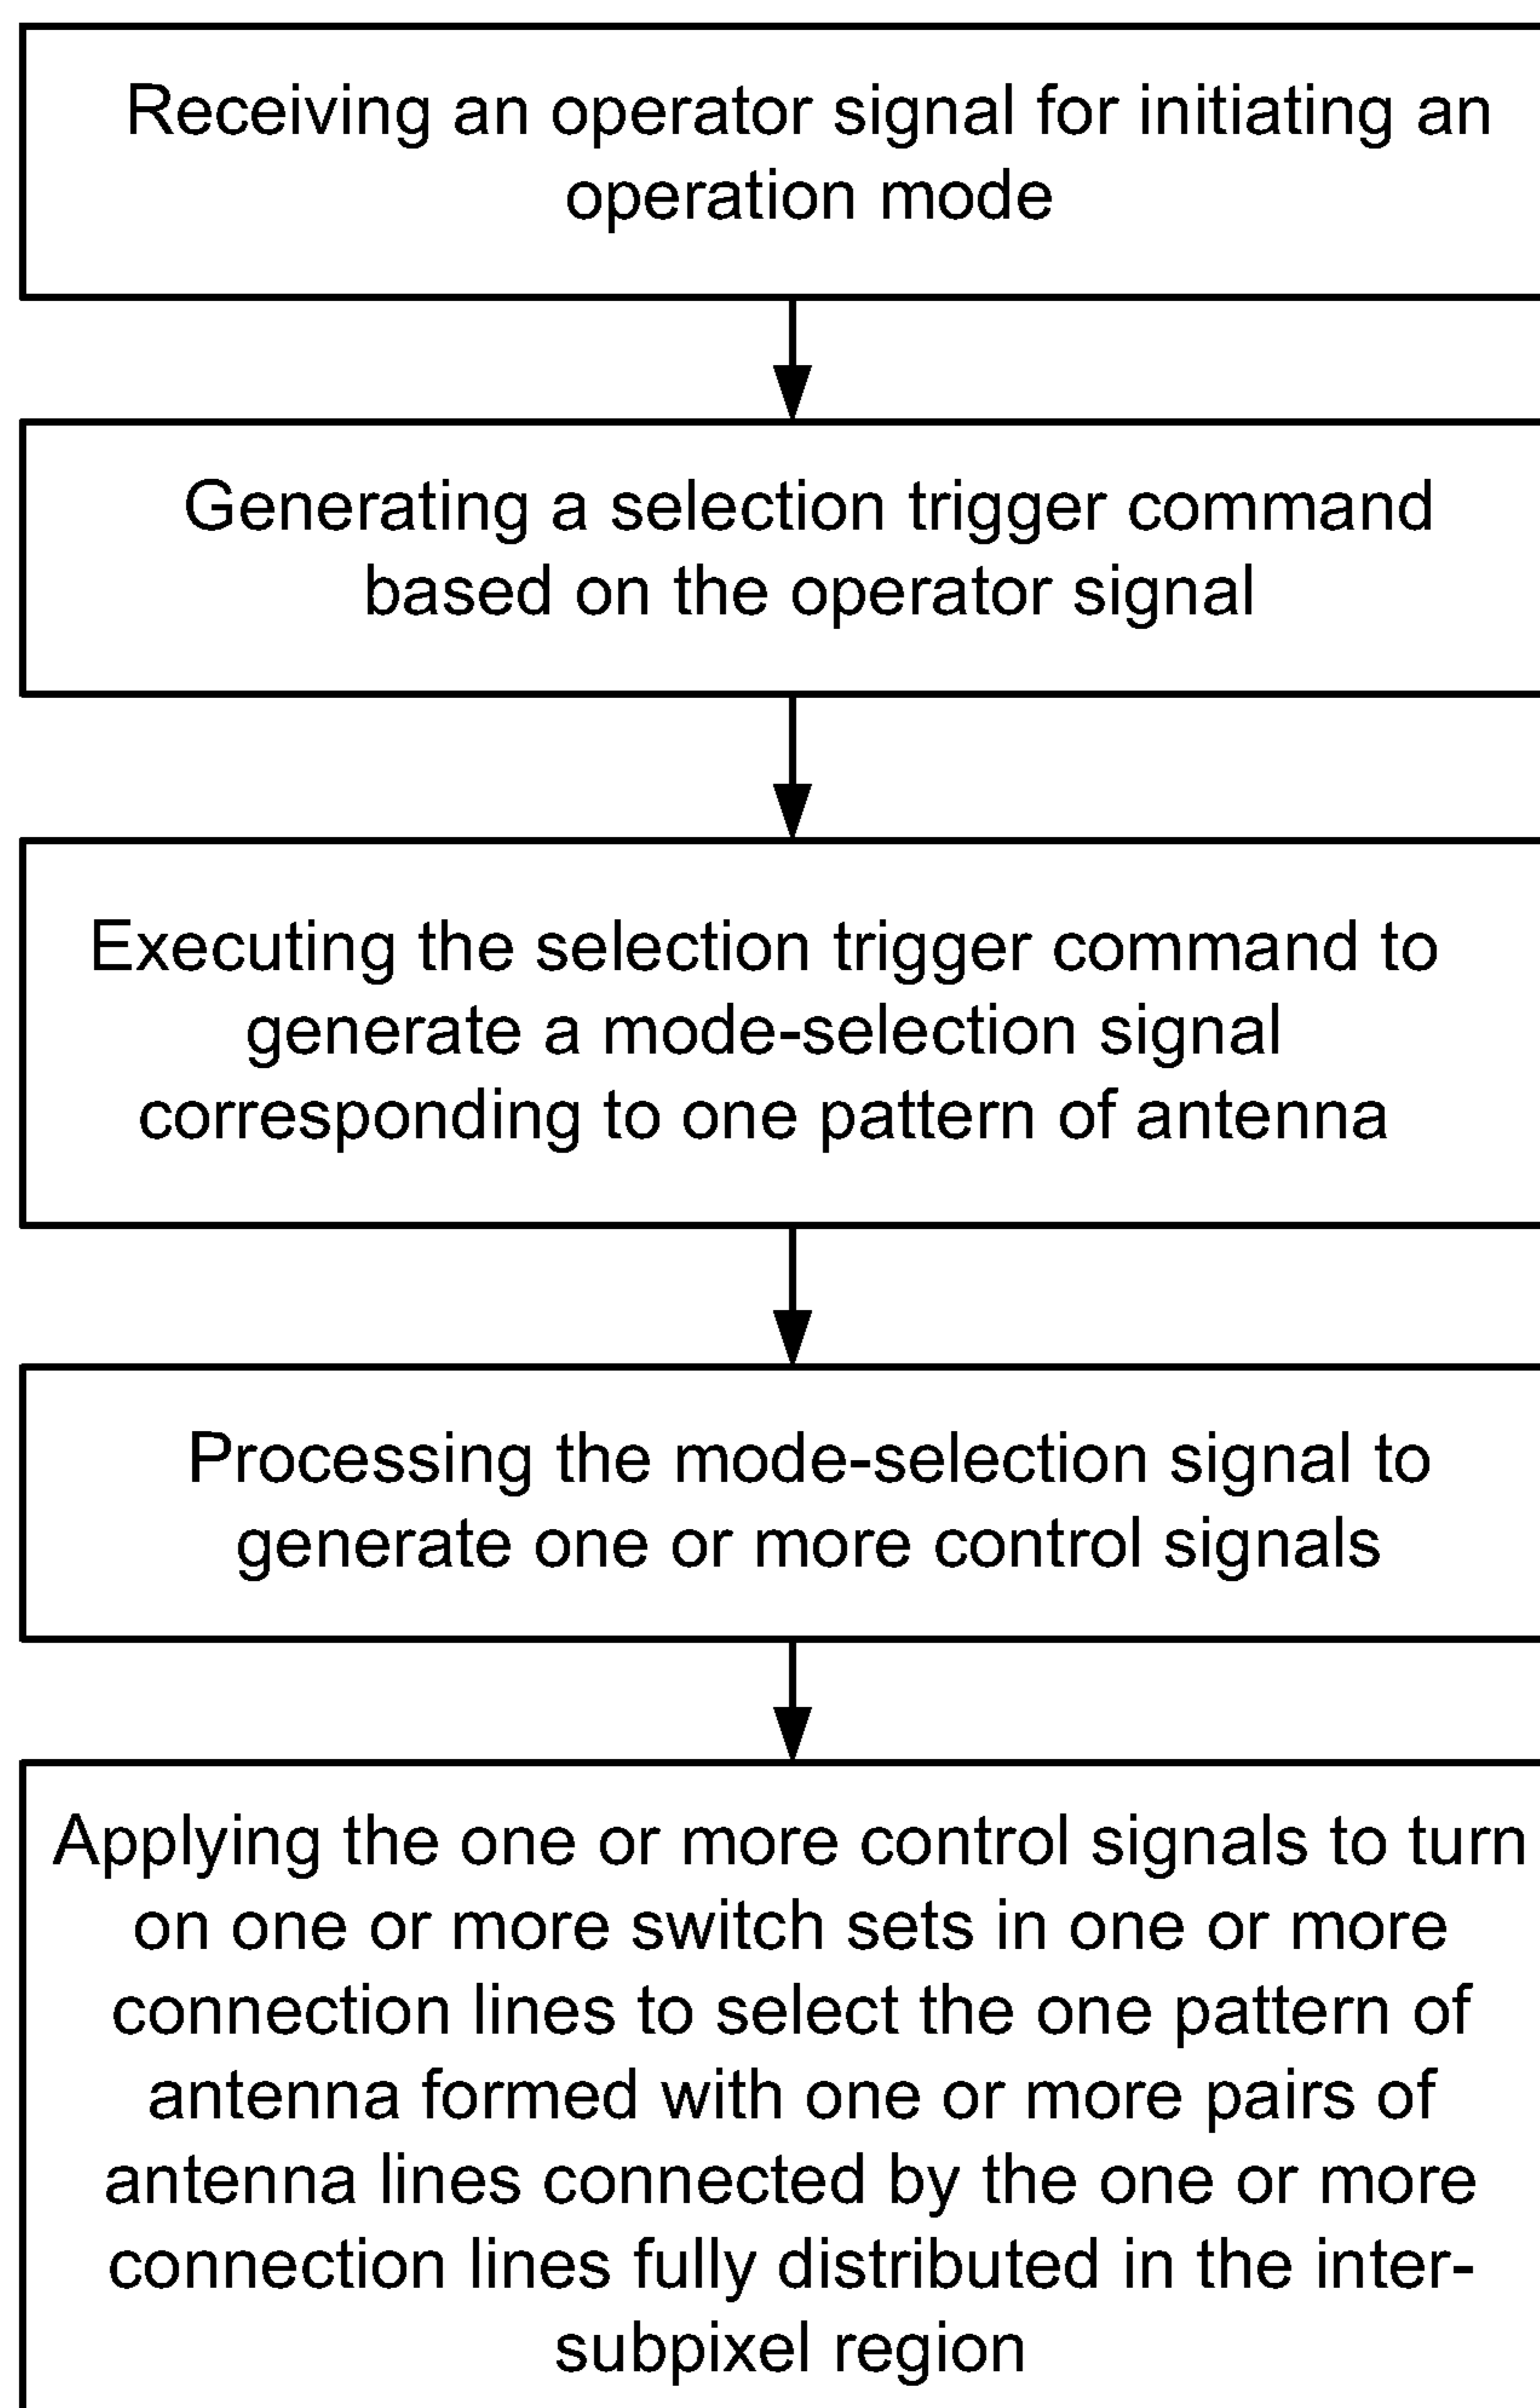 Receiving an operator signal for initiating an
operation mode
Generating a selection trigger command
based on the operator signal
Executing the selection trigger command to
generate a mode-selection signal
corresponding to one pattern of antenna
Processing the mode-selection signal to
generate one or more control signals
Applying the one or more control signals to turn
on one or more switch sets in one or more
connection lines to select the one pattern of
antenna formed with one or more pairs of
antenna lines connected by the one or more
connection lines fully distributed in the inter-
subpixel region